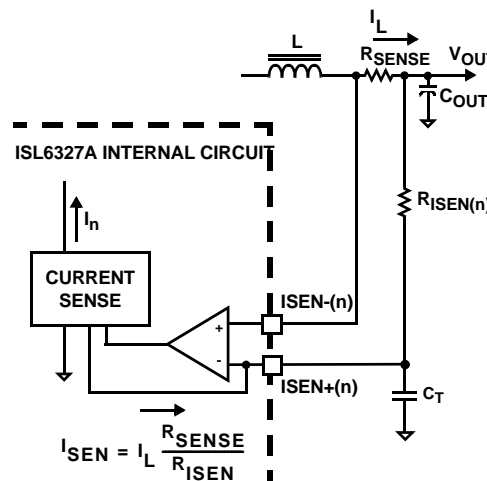 I_L
L
R_SENSE
V_OUT
C_OUT
ISL6327A INTERNAL CIRCUIT
R_ISEN(n)
I_n
CURRENT
SENSE
ISEN-(n)
+
-
ISEN+(n)
C_T
I_SEN = I_L R_SENSE / R_ISEN